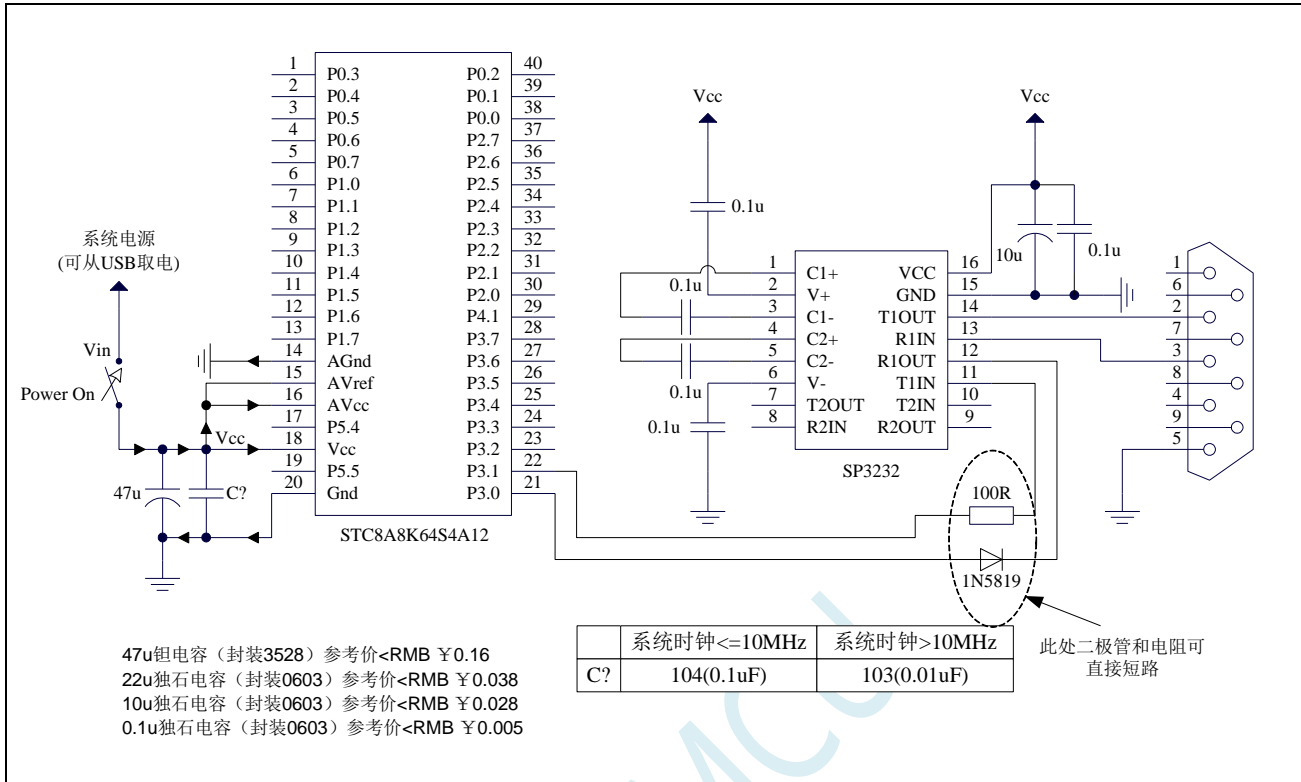 1 P0.3 P0.2 40
2 P0.4 P0.1 39
3 P0.5 P0.0 38
4 P0.6 P2.7 37
5 P0.7 P2.6 36
6 P1.0 P2.5 35
7 P1.1 P2.4 34
8 P1.2 P2.3 33
9 P1.3 P2.2 32
10 P1.4 P2.1 31
11 P1.5 P2.0 30
12 P1.6 P4.1 29
13 P1.7 P3.7 28
14 AGnd P3.6 27
15 AVref P3.5 26
16 AVcc P3.4 25
17 P5.4 P3.3 24
18 Vcc P3.2 23
19 P5.5 P3.1 22
20 Gnd P3.0 21
STC8A8K64S4A12
系统电源
(可从USB取电)
Vin
Power On
Vcc
47u
C?
Vcc
0.1u
0.1u
0.1u
0.1u
1 C1+ VCC 16
2 V+ GND 15
3 C1- T1OUT 14
4 C2+ R1IN 13
5 C2- R1OUT 12
6 V- T1IN 11
7 T2OUT T2IN 10
8 R2IN R2OUT 9
SP3232
Vcc
10u
0.1u
1
6
2
7
3
8
4
9
5
100R
1N5819
此处二极管和电阻可
直接短路
47u钽电容（封装3528）参考价<RMB ￥0.16
22u独石电容（封装0603）参考价<RMB ￥0.038
10u独石电容（封装0603）参考价<RMB ￥0.028
0.1u独石电容（封装0603）参考价<RMB ￥0.005
系统时钟<=10MHz 系统时钟>10MHz
C? 104(0.1uF) 103(0.01uF)
MCU